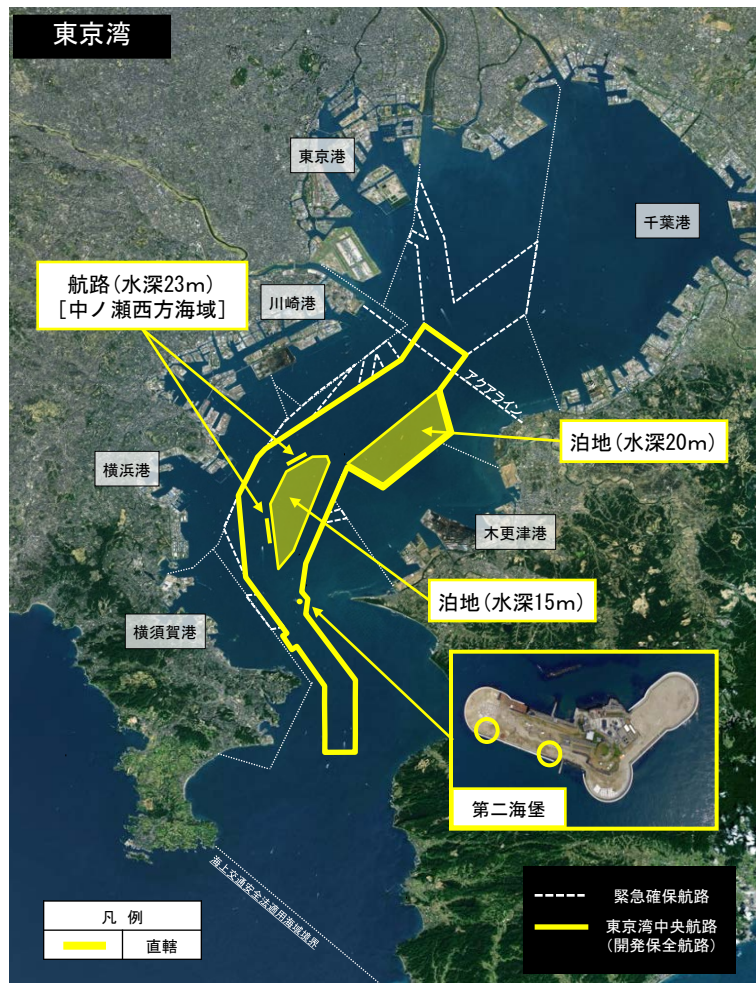 東京湾
東京港
千葉港
航路(水深23m)
[中ノ瀬西方海域]
川崎港
アクアライン
泊地(水深20m)
横浜港
木更津港
泊地(水深15m)
横須賀港
第二海堡
海上交通安全法適用海域境界
凡 例
直轄
緊急確保航路
東京湾中央航路
(開発保全航路)